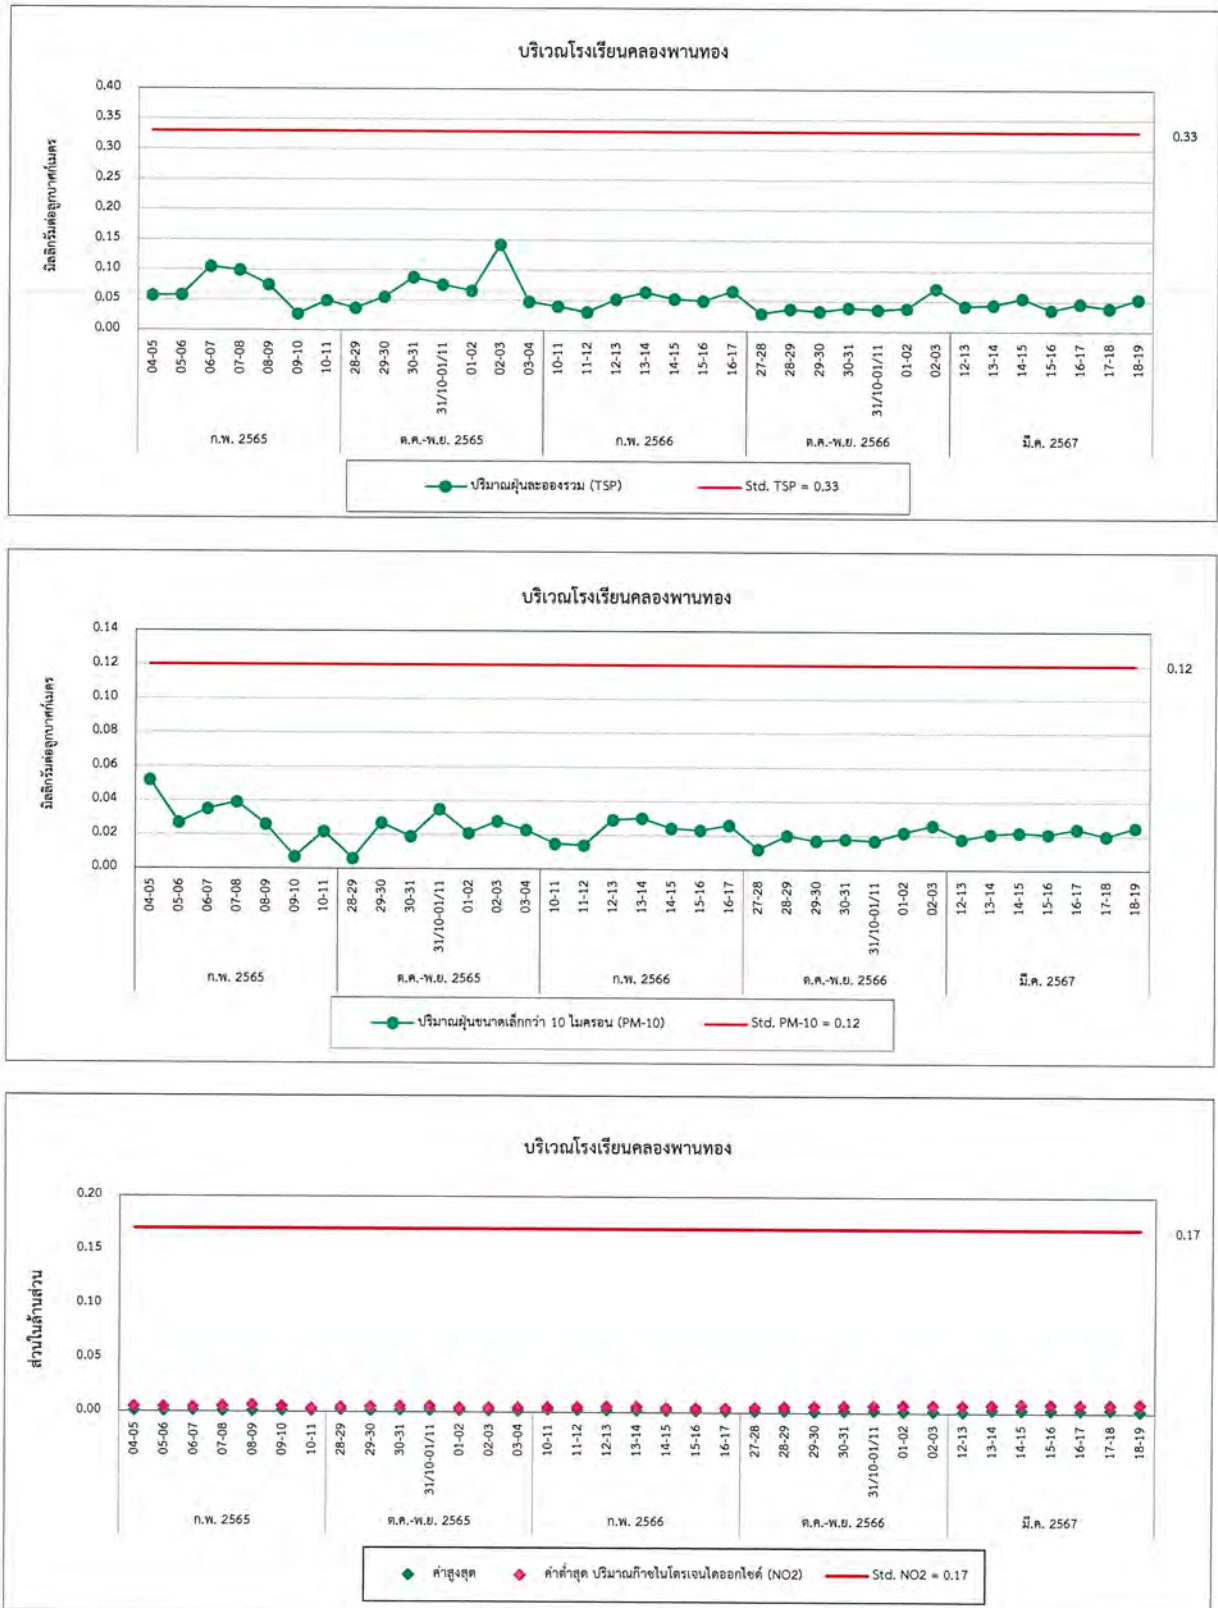 บริเวณโรงเรียนคลองพานทอง
มิลลิกรัมต่อลูกบาศก์เมตร
0.40
0.35
0.30
0.25
0.20
0.15
0.10
0.05
0.00
0.33
04-05 05-06 06-07 07-08 08-09 09-10 10-11 28-29 29-30 30-31 31/10-01/11 01-02 02-03 03-04 10-11 11-12 12-13 13-14 14-15 15-16 16-17 27-28 28-29 29-30 30-31 31/10-01/11 01-02 02-03 12-13 13-14 14-15 15-16 16-17 17-18 18-19
ก.พ. 2565 ต.ค.-พ.ย. 2565 ก.พ. 2566 ต.ค.-พ.ย. 2566 มี.ค. 2567
ปริมาณฝุ่นละอองรวม (TSP) Std. TSP = 0.33
บริเวณโรงเรียนคลองพานทอง
มิลลิกรัมต่อลูกบาศก์เมตร
0.14
0.12
0.10
0.08
0.06
0.04
0.02
0.00
0.12
04-05 05-06 06-07 07-08 08-09 09-10 10-11 28-29 29-30 30-31 31/10-01/11 01-02 02-03 03-04 10-11 11-12 12-13 13-14 14-15 15-16 16-17 27-28 28-29 29-30 30-31 31/10-01/11 01-02 02-03 12-13 13-14 14-15 15-16 16-17 17-18 18-19
ก.พ. 2565 ต.ค.-พ.ย. 2565 ก.พ. 2566 ต.ค.-พ.ย. 2566 มี.ค. 2567
ปริมาณฝุ่นขนาดเล็กกว่า 10 ไมครอน (PM-10) Std. PM-10 = 0.12
บริเวณโรงเรียนคลองพานทอง
ส่วนในล้านส่วน
0.20
0.15
0.10
0.05
0.00
0.17
04-05 05-06 06-07 07-08 08-09 09-10 10-11 28-29 29-30 30-31 31/10-01/11 01-02 02-03 03-04 10-11 11-12 12-13 13-14 14-15 15-16 16-17 27-28 28-29 29-30 30-31 31/10-01/11 01-02 02-03 12-13 13-14 14-15 15-16 16-17 17-18 18-19
ก.พ. 2565 ต.ค.-พ.ย. 2565 ก.พ. 2566 ต.ค.-พ.ย. 2566 มี.ค. 2567
ค่าสูงสุด ค่าต่ำสุด ปริมาณก๊าซไนโตรเจนไดออกไซด์ (NO2) Std. NO2 = 0.17